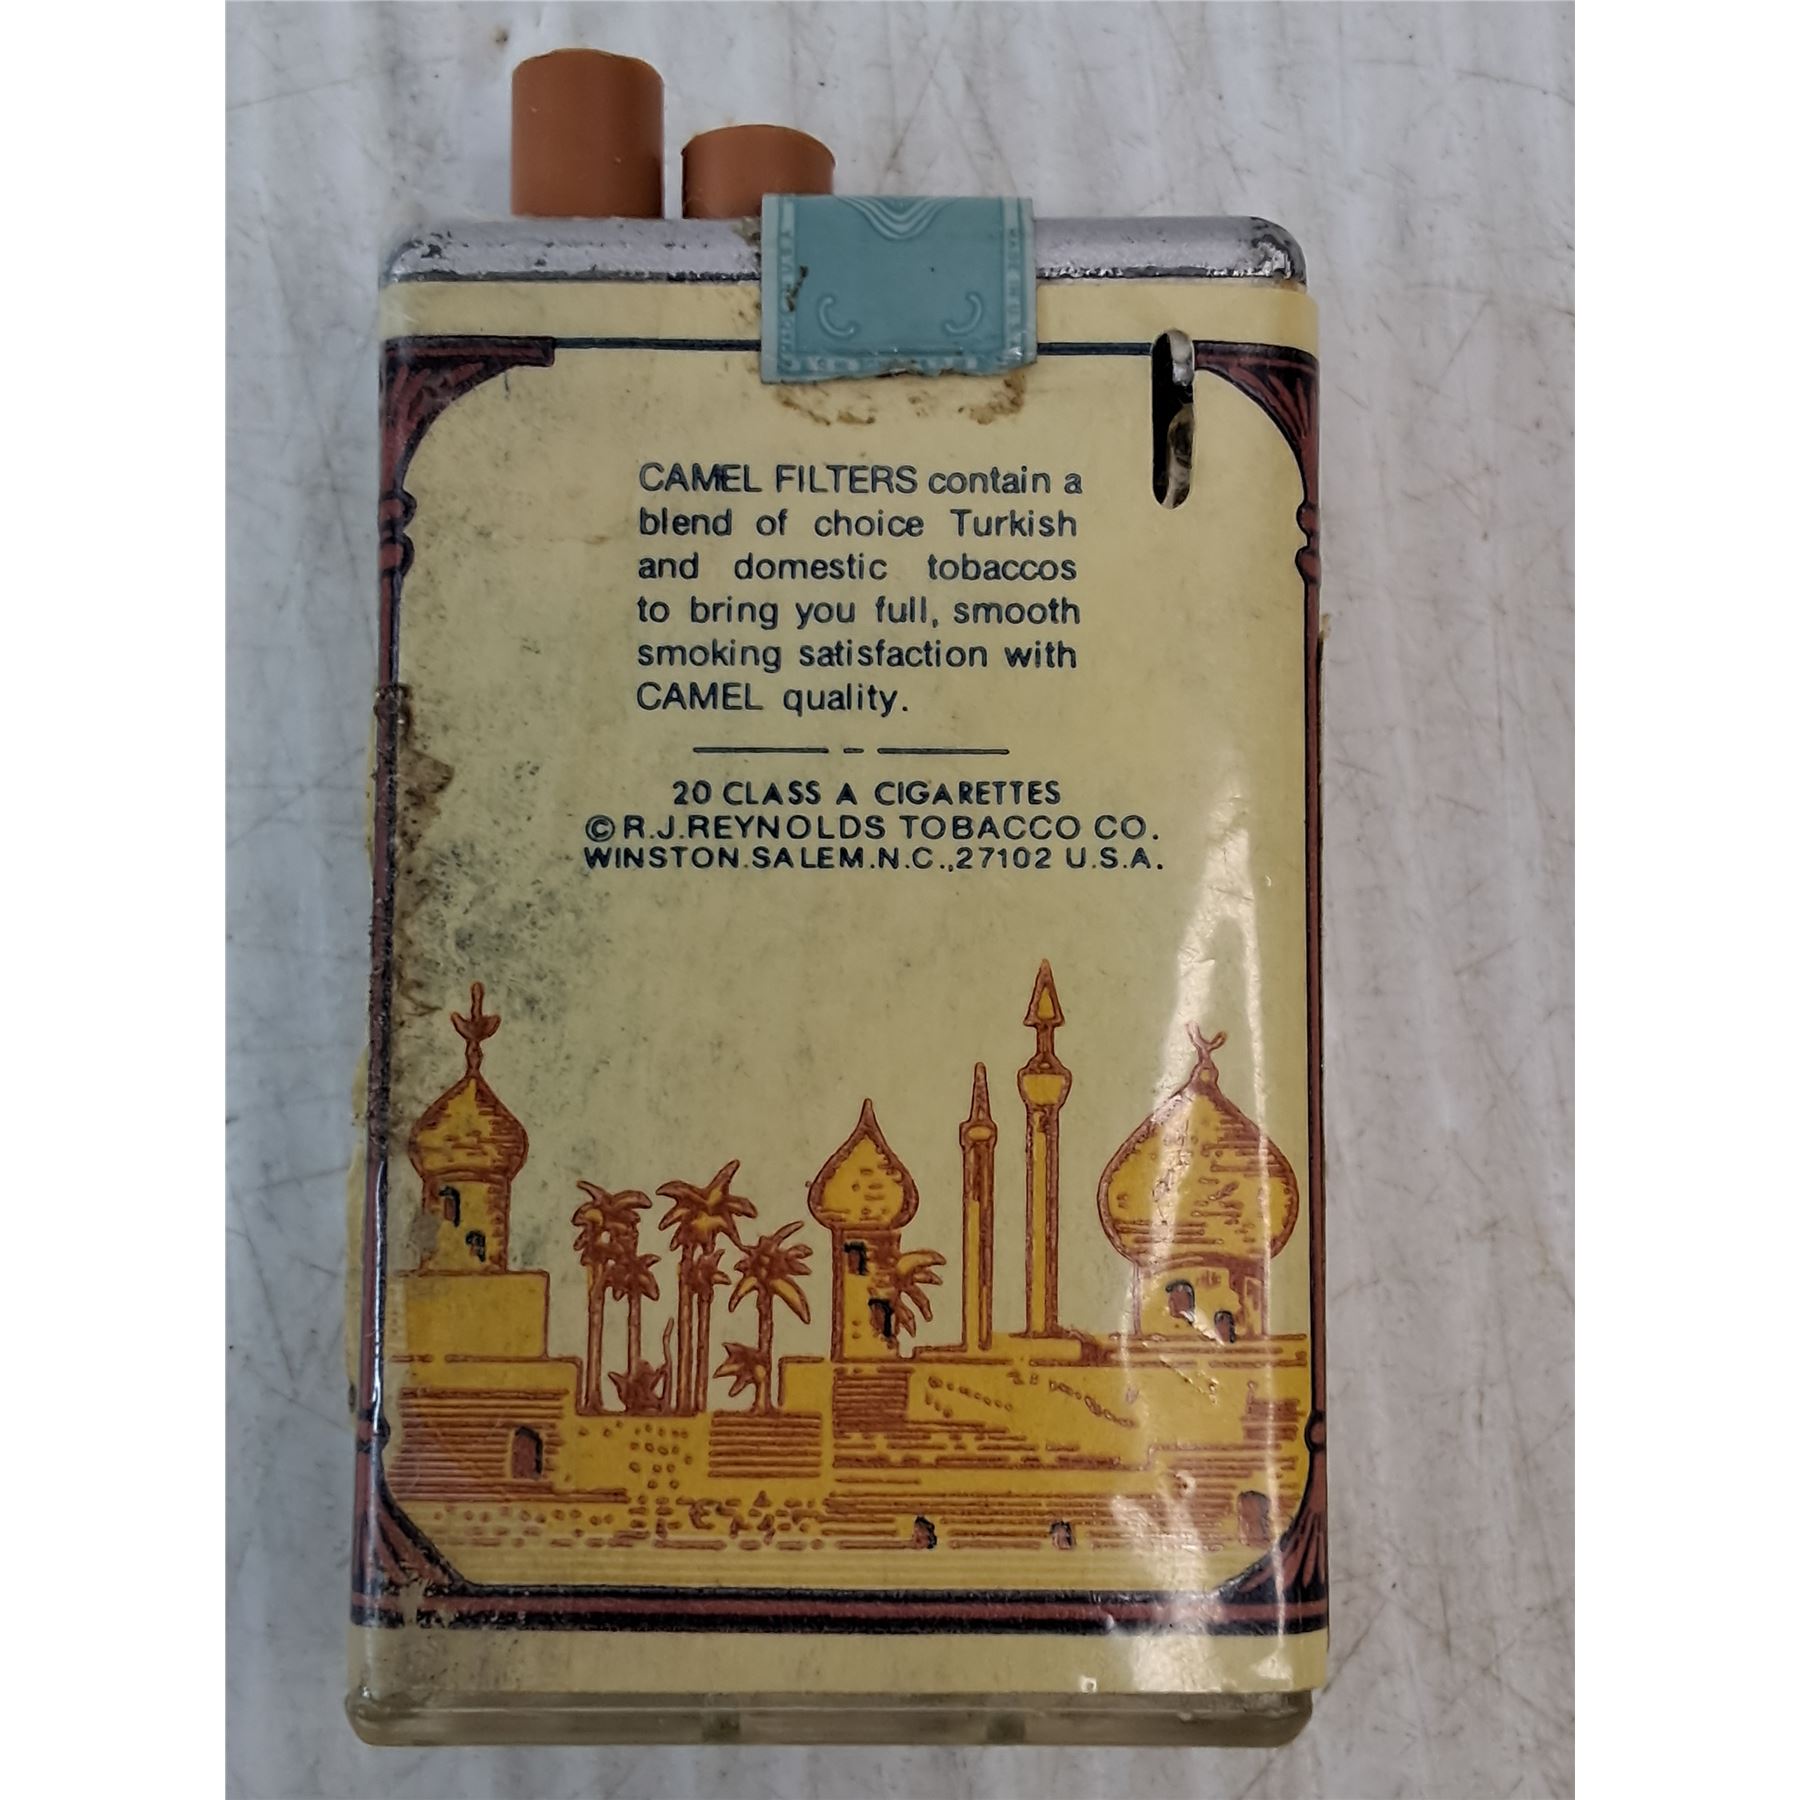 CAMEL FILTERS contain a
blend of choice Turkish
and domestic tobaccos
to bring you full, smooth
smoking satisfaction with
CAMEL quality.
20 CLASS A CIGARETTES
© R.J.REYNOLDS TOBACCO CO.
WINSTON.SALEM.N.C.,27102 U.S.A.